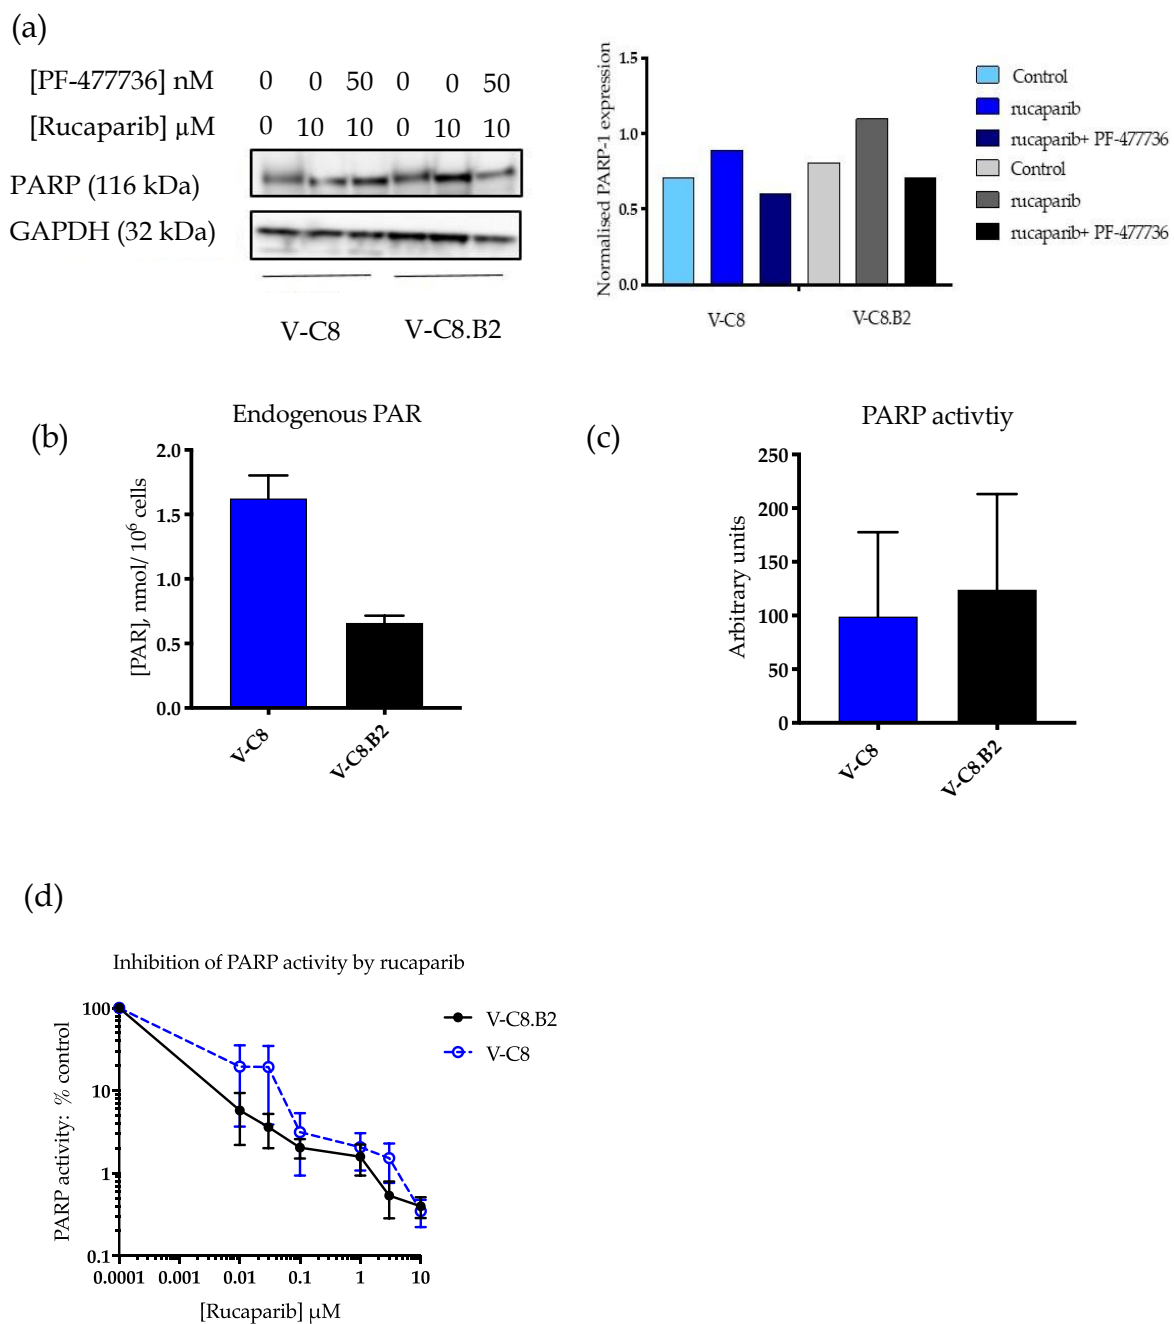 (a)
[PF-477736] nM 0 0 50 0 0 50
[Rucaparib] µM 0 10 10 0 10 10
PARP (116 kDa)
GAPDH (32 kDa)
V-C8 V-C8.B2
Normalised PARP-1 expression
1.5
1.0
0.5
0.0
V-C8 V-C8.B2
Control
rucaparib
rucaparib+ PF-477736
Control
rucaparib
rucaparib+ PF-477736
(b)
Endogenous PAR
[PAR], nmol/ 10⁶ cells
2.0
1.5
1.0
0.5
0.0
V-C8 V-C8.B2
(c)
PARP activtiy
Arbitrary units
250
200
150
100
50
0
V-C8 V-C8.B2
(d)
Inhibition of PARP activity by rucaparib
PARP activity: % control
100
10
1
0.1
0.0001 0.001 0.01 0.1 1 10
[Rucaparib] µM
V-C8.B2
V-C8